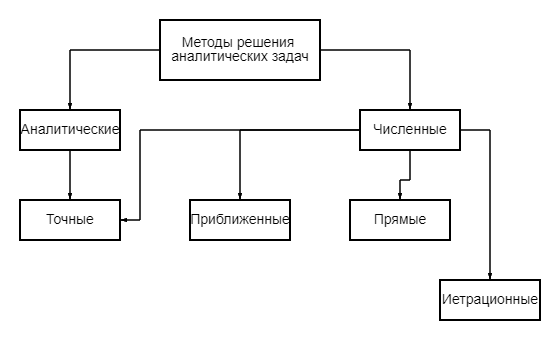 Методы решения
аналитических задач
Аналитические
Численные
Точные
Приближенные
Прямые
Иетрационные